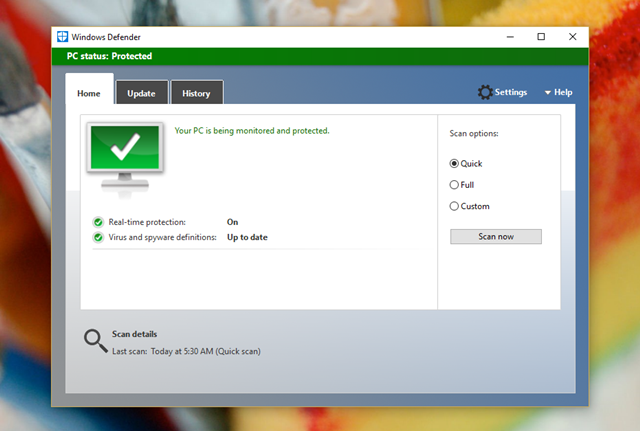 Windows Defender
PC status: Protected
Home Update History Settings Help
Your PC is being monitored and protected.
Scan options:
Quick
Full
Custom
Scan now
Real-time protection: On
Virus and spyware definitions: Up to date
Scan details
Last scan: Today at 5:30 AM (Quick scan)